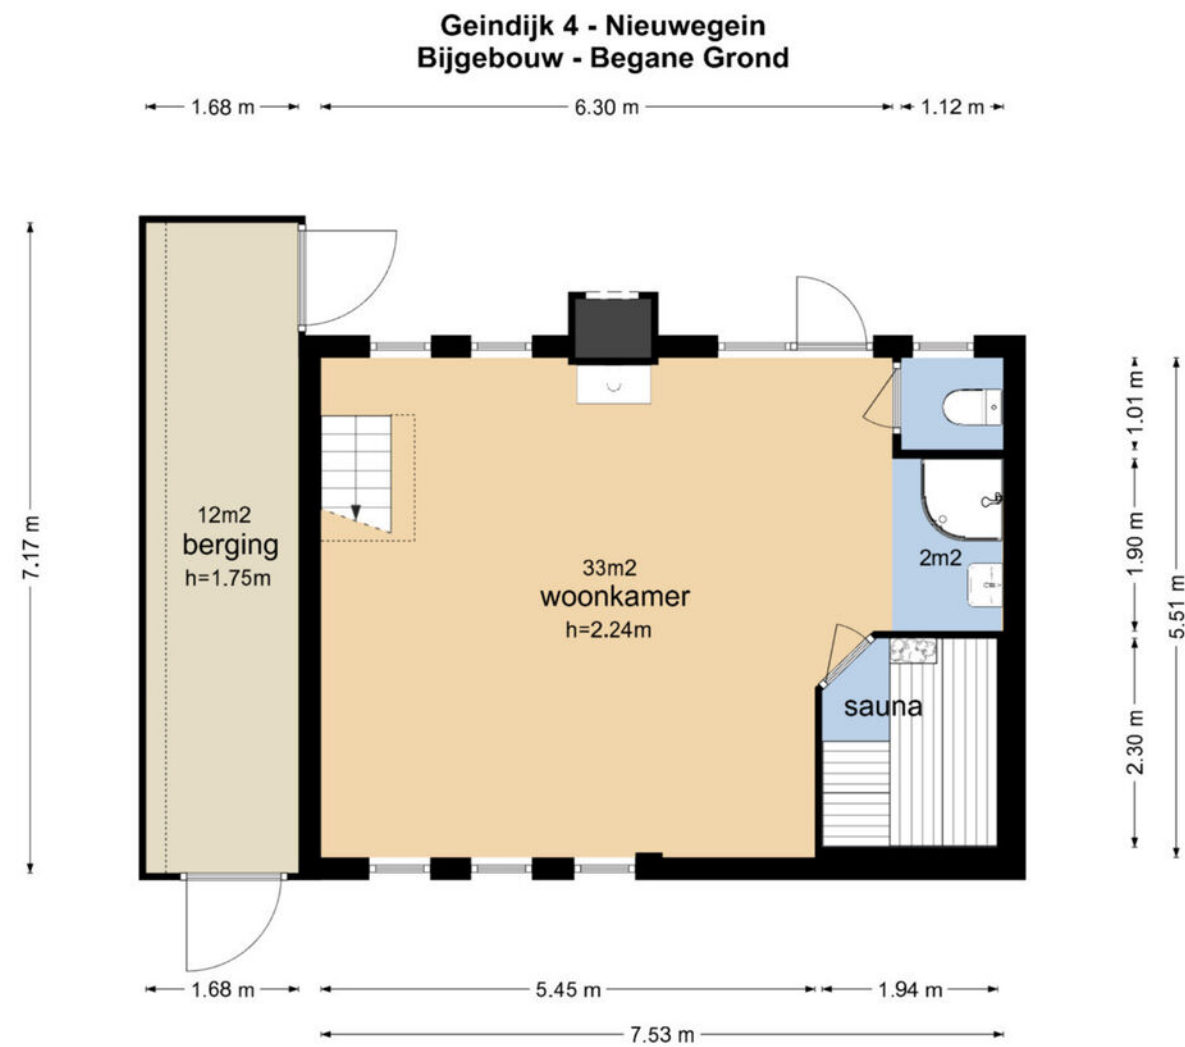 Geindijk 4 - Nieuwegein
Bijgebouw - Begane Grond
1.68 m
6.30 m
1.12 m
7.17 m
12m2
berging
h=1.75m
33m2
woonkamer
h=2.24m
2m2
sauna
1.01 m
1.90 m
2.30 m
5.51 m
1.68 m
5.45 m
1.94 m
7.53 m